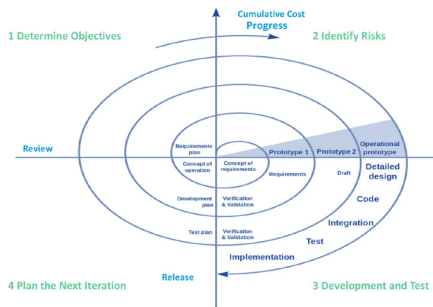 Cumulative Cost
Progress
1 Determine Objectives
2 Identify Risks
Requirements
plan
Prototype 1
Prototype 2
Operational
prototype
Review
Concept of
operation
Concept of
requirements
Requirements
Draft
Detailed
design
Development
plan
Verification
& Validation
Code
Integration
Test plan
Verification
& Validation
Test
Implementation
Release
4 Plan the Next Iteration
3 Development and Test